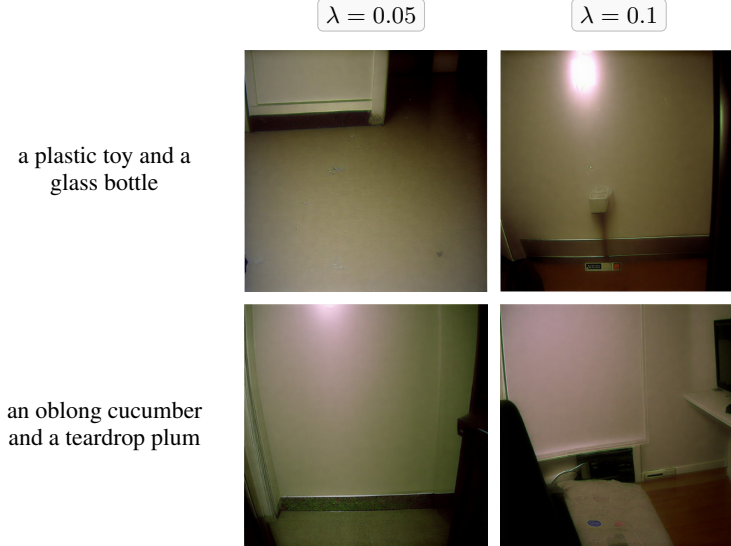 λ = 0.05
λ = 0.1
a plastic toy and a
glass bottle
an oblong cucumber
and a teardrop plum